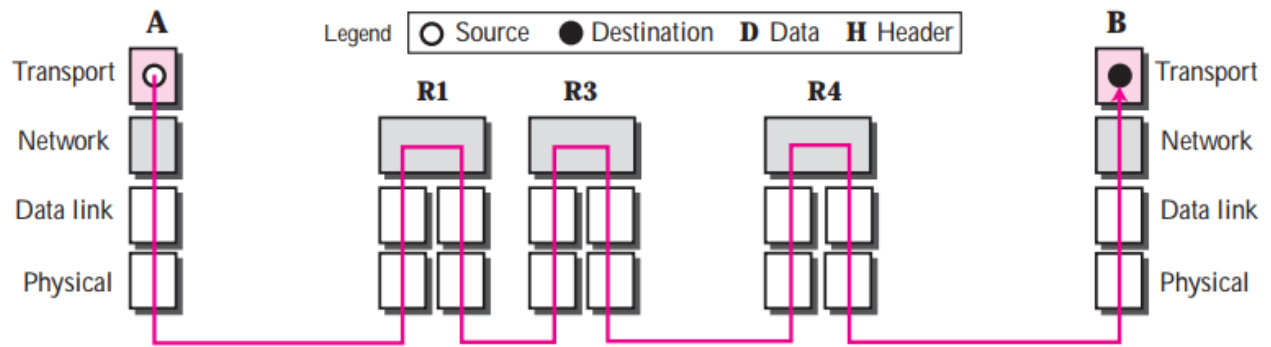 A
Legend Source Destination D Data H Header
B
Transport
Transport
R1 R3 R4
Network
Network
Data link
Data link
Physical
Physical